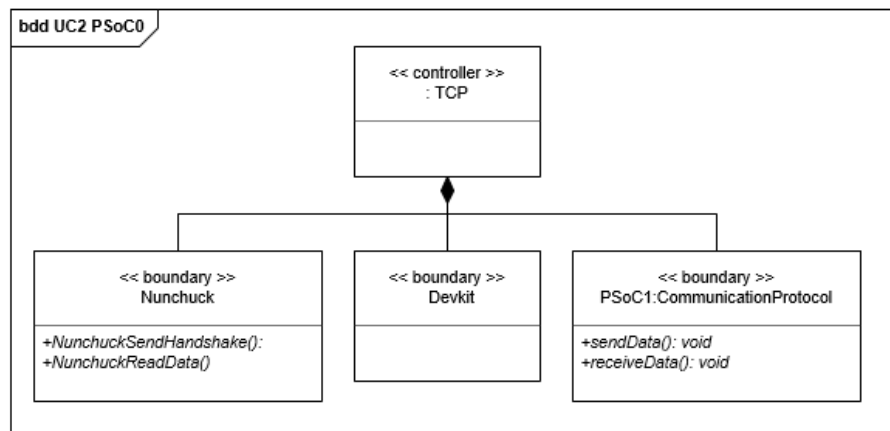 bdd UC2 PSoC0
<< controller >>
: TCP
<< boundary >>
Nunchuck
+NunchuckSendHandshake():
+NunchuckReadData()
<< boundary >>
Devkit
<< boundary >>
PSoC1:CommunicationProtocol
+sendData(): void
+receiveData(): void